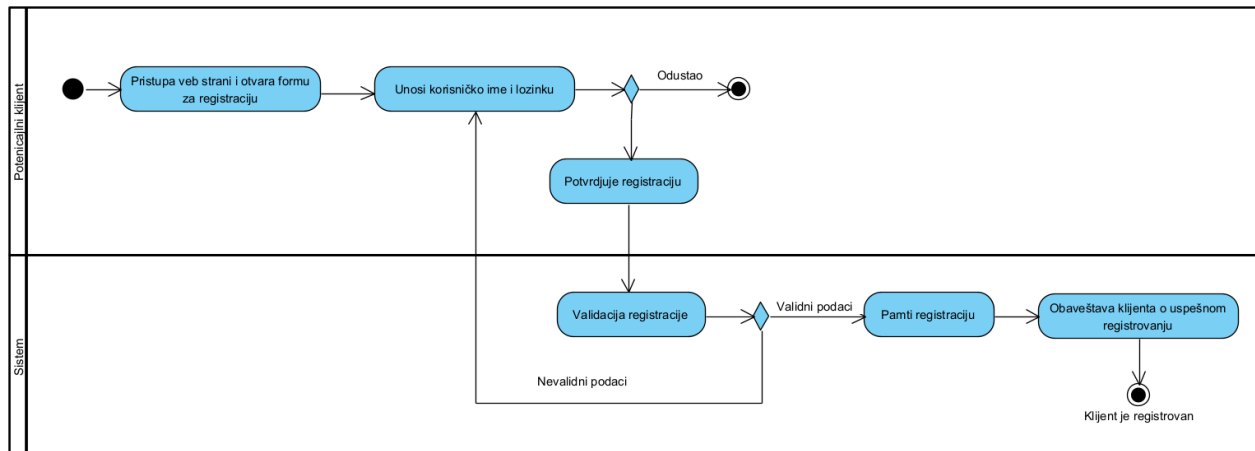 Potenicajlni klijent
Pristupa veb strani i otvara formu
za registraciju
Unosi korisničko ime i lozinku
Odustao
Potvrdjuje registraciju
Sistem
Validacija registracije
Validni podaci
Pamti registraciju
Obaveštava klijenta o uspešnom
registrovanju
Nevalidni podaci
Klijent je registrovan